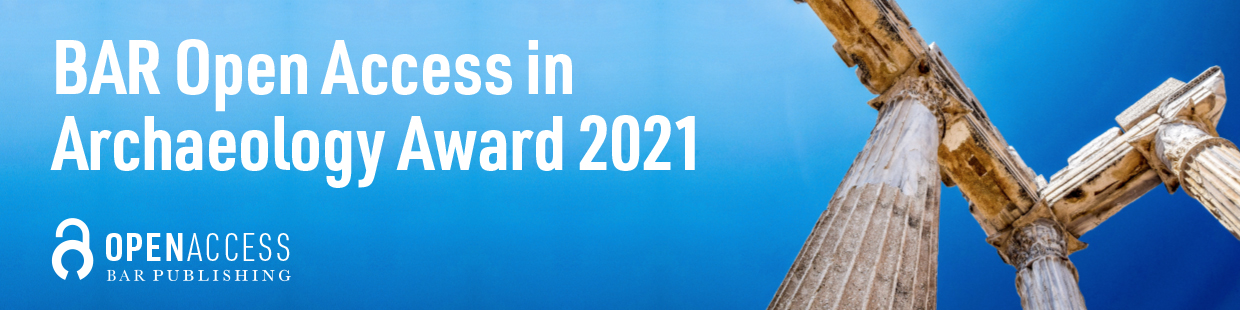 BAR Open Access in
Archaeology Award 2021
OPENACCESS
BAR PUBLISHING